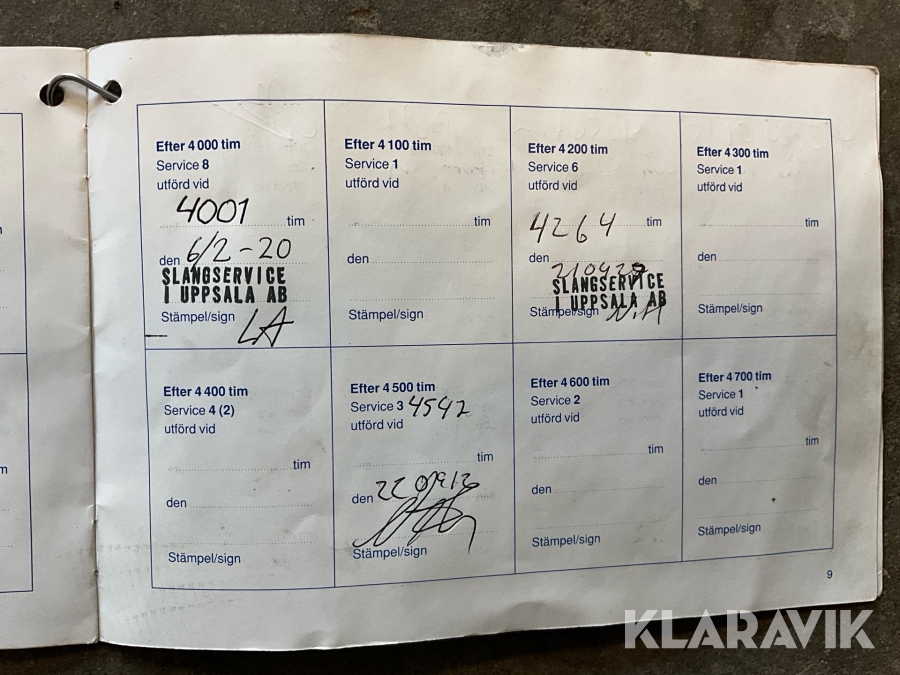 Efter 4 000 tim
Service 8
utförd vid
4001 tim
den 6/2-20
SLANGSERVICE
I UPPSALA AB
Stämpel/sign LA
Efter 4 100 tim
Service 1
utförd vid
tim
den
Stämpel/sign
Efter 4 200 tim
Service 6
utförd vid
4264 tim
den
SLANGSERVICE
I UPPSALA AB
Stämpel/sign
Efter 4 300 tim
Service 1
utförd vid
tim
den
Stämpel/sign
Efter 4 400 tim
Service 4 (2)
utförd vid
tim
den
Stämpel/sign
Efter 4 500 tim
Service 3 4542
utförd vid
tim
den
Stämpel/sign
Efter 4 600 tim
Service 2
utförd vid
tim
den
Stämpel/sign
Efter 4 700 tim
Service 1
utförd vid
tim
den
Stämpel/sign
9
KLARAVIK